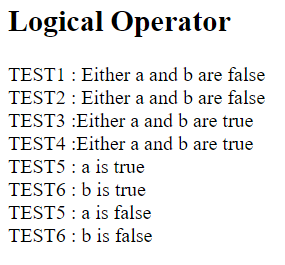 Logical Operator
TEST1 : Either a and b are false
TEST2 : Either a and b are false
TEST3 :Either a and b are true
TEST4 :Either a and b are true
TEST5 : a is true
TEST6 : b is true
TEST5 : a is false
TEST6 : b is false